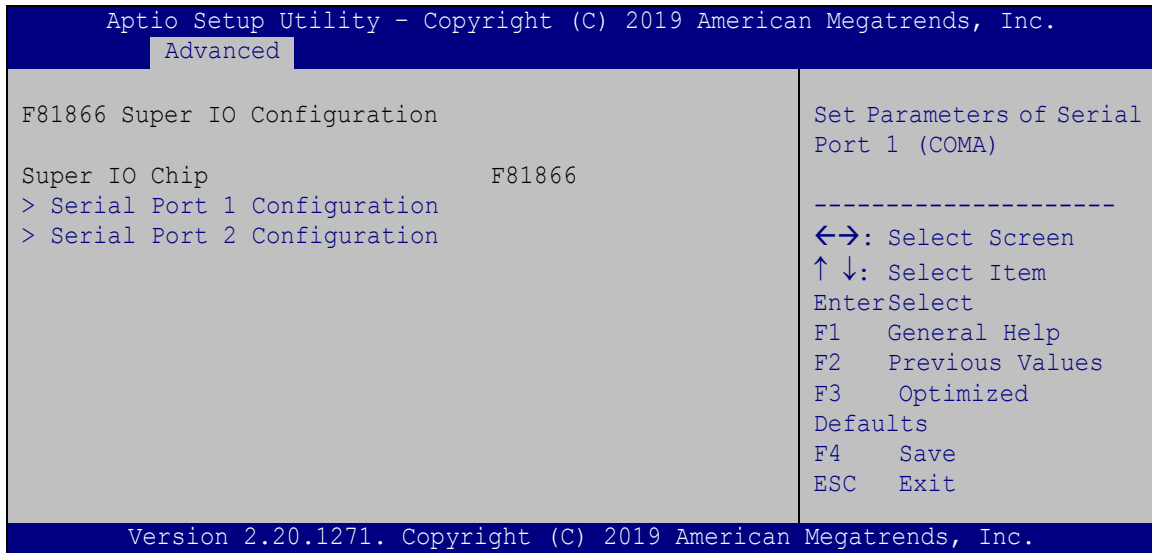 Aptio Setup Utility – Copyright (C) 2019 American Megatrends, Inc.
Advanced
F81866 Super IO Configuration
Super IO Chip F81866
> Serial Port 1 Configuration
> Serial Port 2 Configuration
Set Parameters of Serial
Port 1 (COMA)
---------------------
←→: Select Screen
↑ ↓: Select Item
EnterSelect
F1 General Help
F2 Previous Values
F3 Optimized
Defaults
F4 Save
ESC Exit
Version 2.20.1271. Copyright (C) 2019 American Megatrends, Inc.